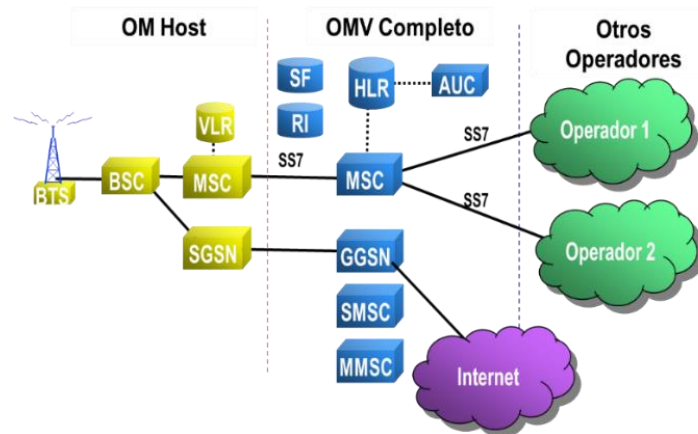 OM Host
OMV Completo
Otros
Operadores
SF
HLR
AUC
VLR
RI
SS7
Operador 1
BTS
BSC
MSC
SS7
MSC
SS7
Operador 2
SGSN
GGSN
SMSC
MMSC
Internet